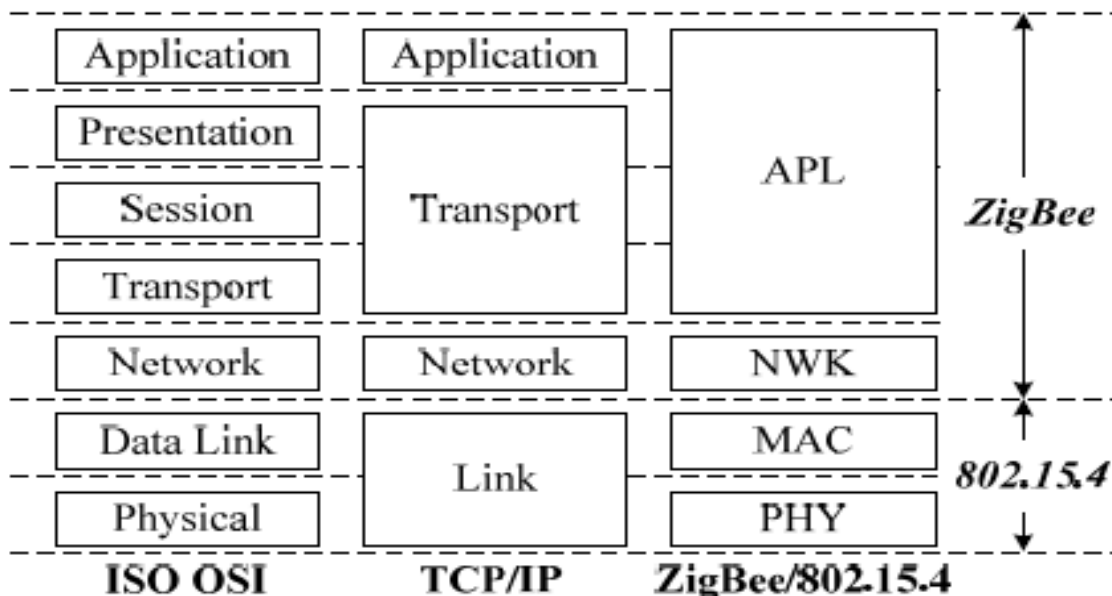 Application
Application
Presentation
APL
Session
Transport
ZigBee
Transport
Network
Network
NWK
Data Link
MAC
Link
802.15.4
Physical
PHY
ISO OSI
TCP/IP
ZigBee/802.15.4